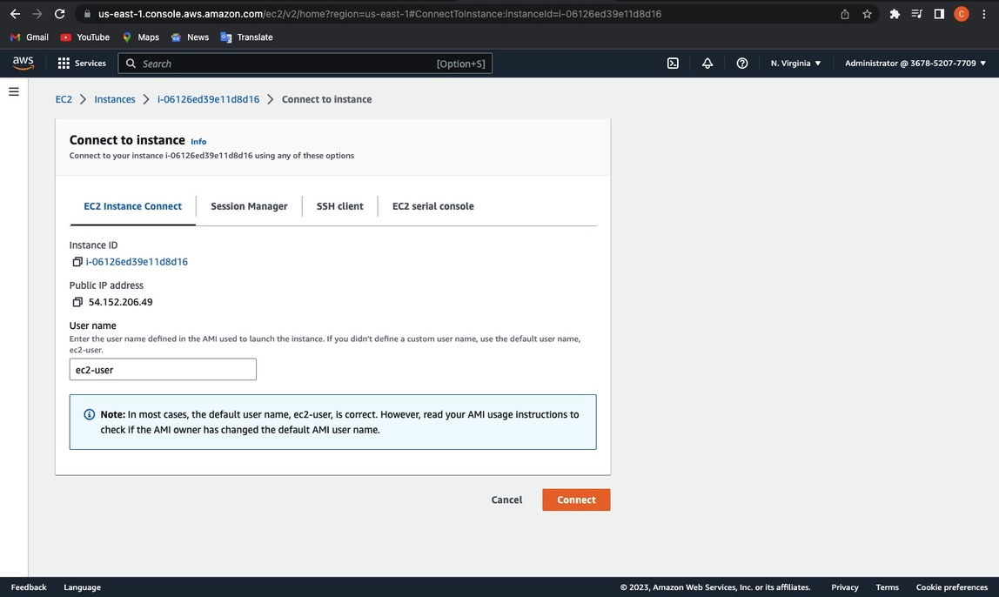 us-east-1.console.aws.amazon.com/ec2/v2/home?region=us-east-1#ConnectToInstance:instanceId=i-06126ed39e11d8d16
C
Gmail YouTube Maps News Translate
aws Services Search [Option+S] N. Virginia Administrator @ 3678-5207-7709
EC2 Instances i-06126ed39e11d8d16 Connect to instance
Connect to instance Info
Connect to your instance i-06126ed39e11d8d16 using any of these options
EC2 Instance Connect Session Manager SSH client EC2 serial console
Instance ID
i-06126ed39e11d8d16
Public IP address
54.152.206.49
User name
Enter the user name defined in the AMI used to launch the instance. If you didn't define a custom user name, use the default user name,
ec2-user.
ec2-user
Note: In most cases, the default user name, ec2-user, is correct. However, read your AMI usage instructions to
check if the AMI owner has changed the default AMI user name.
Cancel Connect
Feedback Language © 2023, Amazon Web Services, Inc. or its affiliates. Privacy Terms Cookie preferences